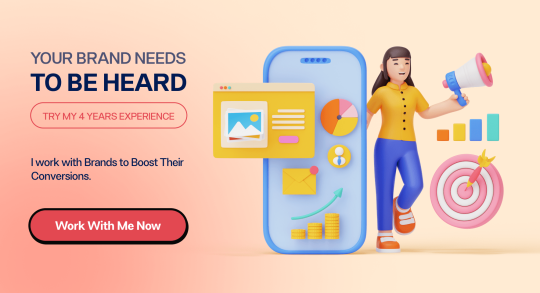 YOUR BRAND NEEDS
TO BE HEARD
TRY MY 4 YEARS EXPERIENCE
I work with Brands to Boost Their
Conversions.
Work With Me Now